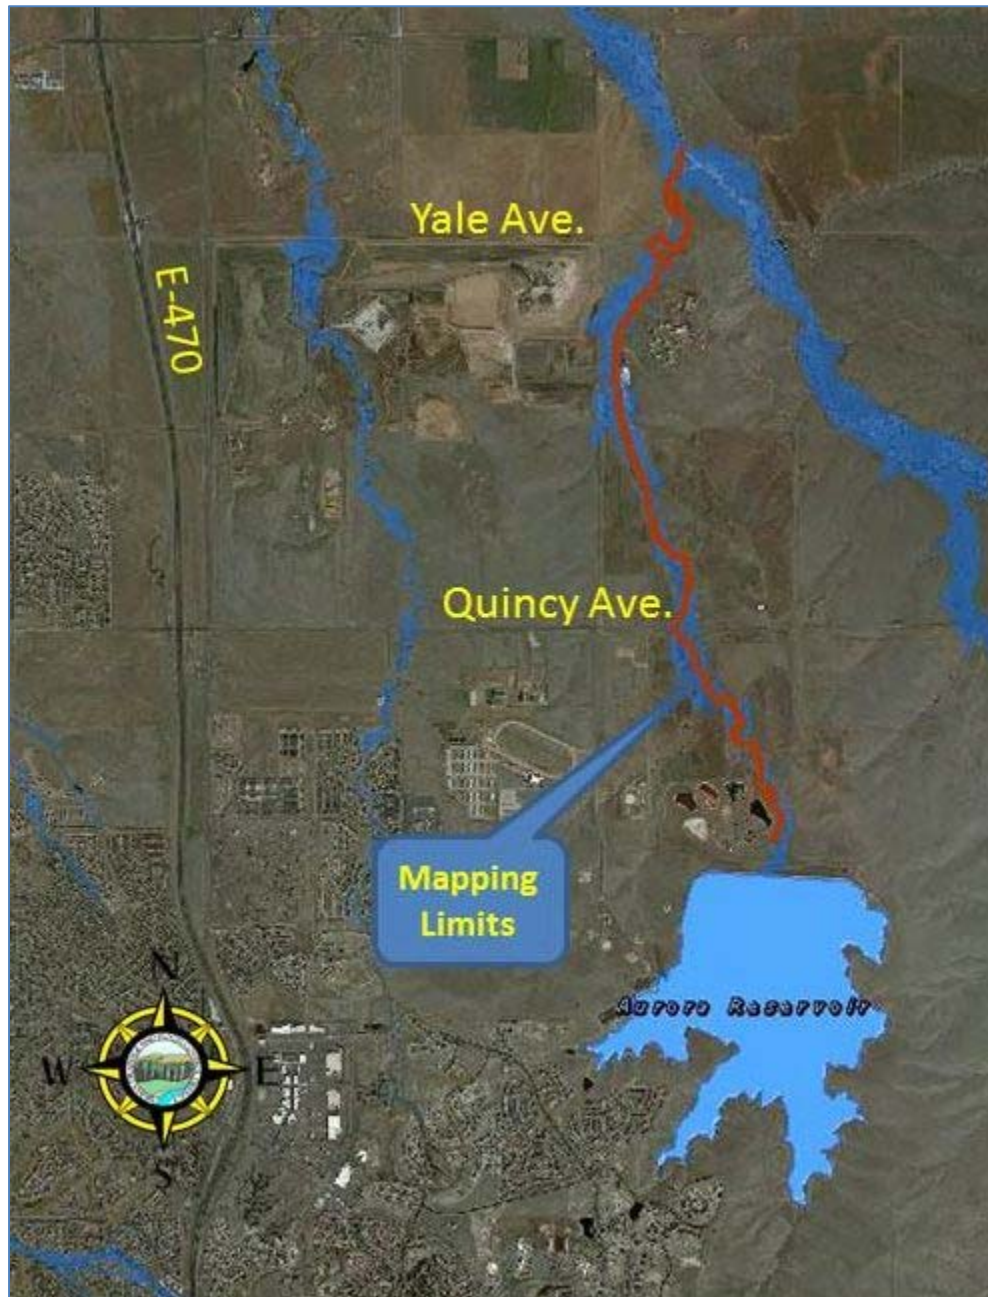 Yale Ave.
E-470
Quincy Ave.
Mapping
Limits
N
Aurora Reservoir
W
E
S